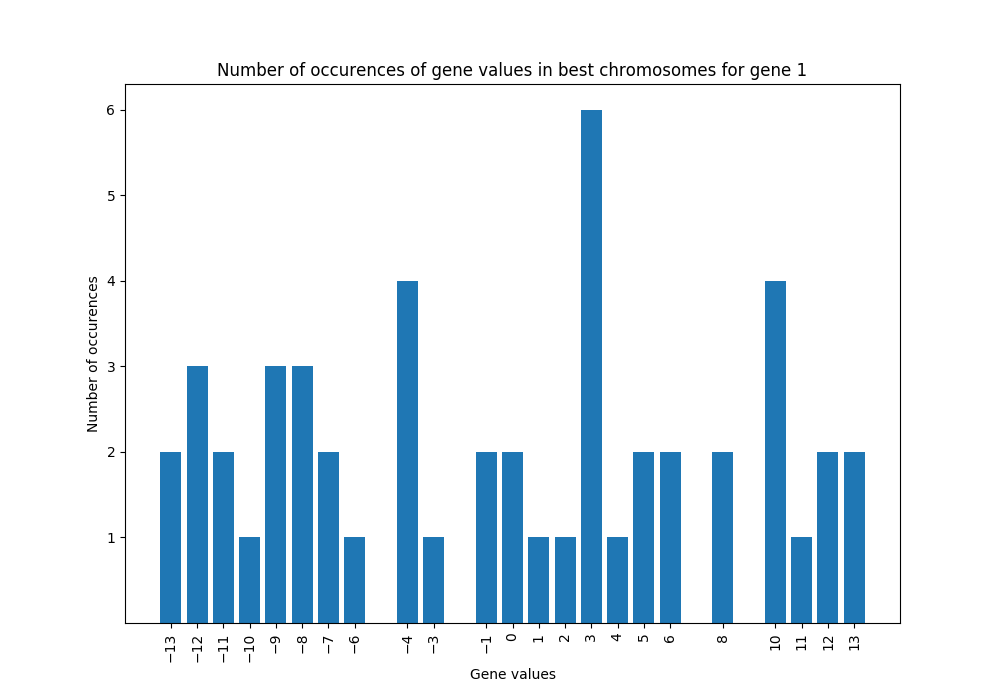 Number of occurences of gene values in best chromosomes for gene 1
6
5
4
3
2
1
Number of occurences
−13 −12 −11 −10 −9 −8 −7 −6 −4 −3 −1 0 1 2 3 4 5 6 8 10 11 12 13
Gene values